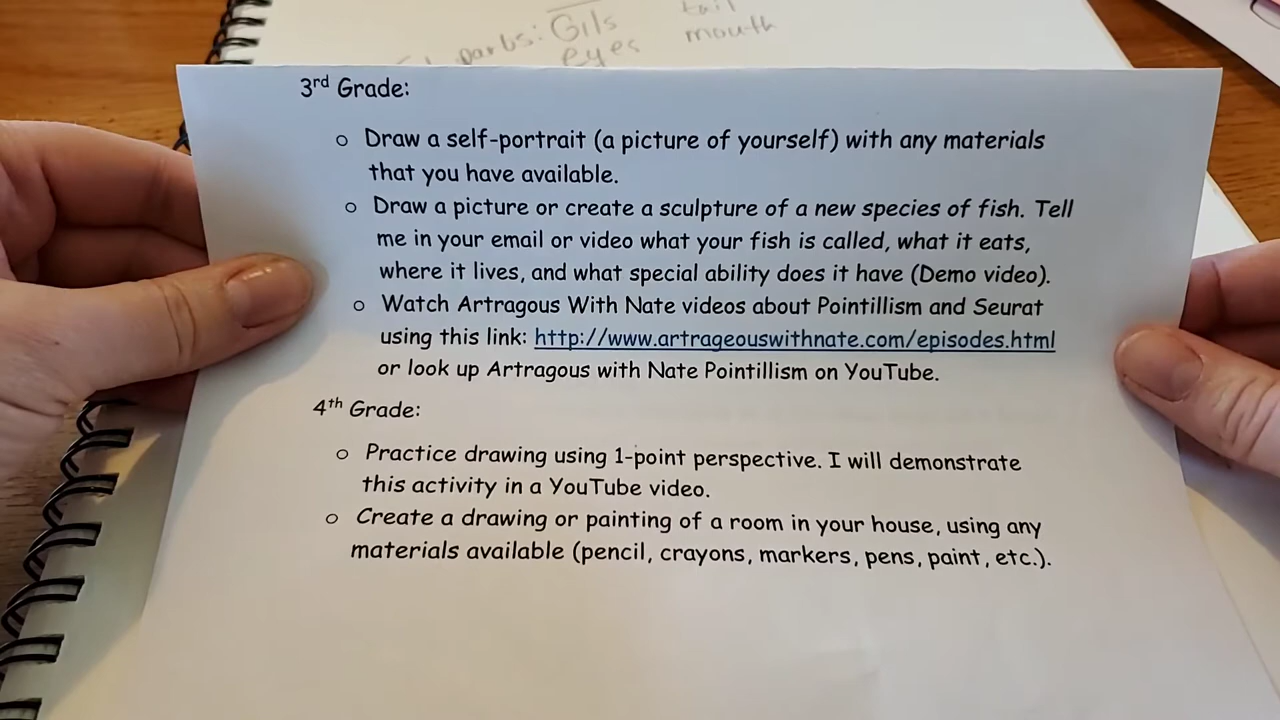 parts: Gils tail
eyes mouth
3rd Grade:
○ Draw a self-portrait (a picture of yourself) with any materials
that you have available.
○ Draw a picture or create a sculpture of a new species of fish. Tell
me in your email or video what your fish is called, what it eats,
where it lives, and what special ability does it have (Demo video).
○ Watch Artragous With Nate videos about Pointillism and Seurat
using this link: http://www.artrageouswithnate.com/episodes.html
or look up Artragous with Nate Pointillism on YouTube.
4th Grade:
○ Practice drawing using 1-point perspective. I will demonstrate
this activity in a YouTube video.
○ Create a drawing or painting of a room in your house, using any
materials available (pencil, crayons, markers, pens, paint, etc.).